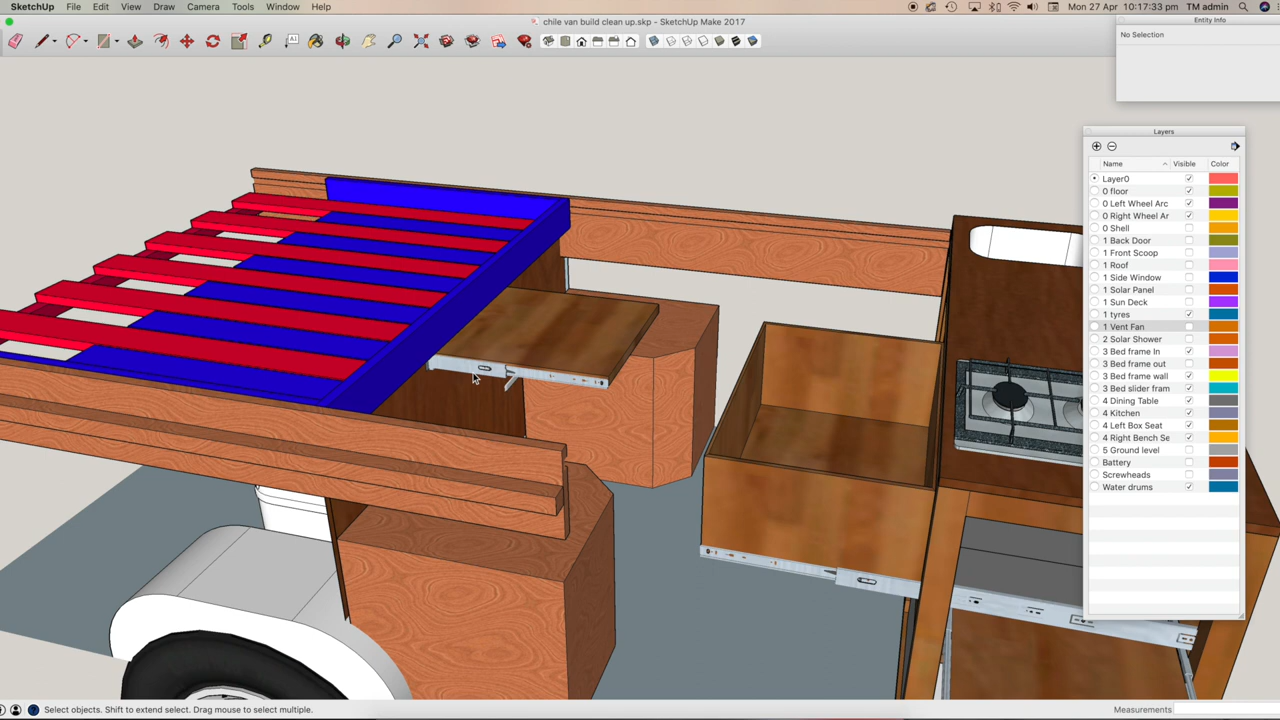 SketchUp File Edit View Draw Camera Tools Window Help
Mon 27 Apr 10:17:33 pm TM admin
chile van build clean up.skp - SketchUp Make 2017
Entity Info
No Selection
Layers
Name Visible Color
Layer0
0 floor
0 Left Wheel Arc
0 Right Wheel Ar
0 Shell
1 Back Door
1 Front Scoop
1 Roof
1 Side Window
1 Solar Panel
1 Sun Deck
1 tyres
1 Vent Fan
2 Solar Shower
3 Bed frame In
3 Bed frame out
3 Bed frame wall
3 Bed slider fram
4 Dining Table
4 Kitchen
4 Left Box Seat
4 Right Bench Se
5 Ground level
Battery
Screwheads
Water drums
Select objects. Shift to extend select. Drag mouse to select multiple.
Measurements